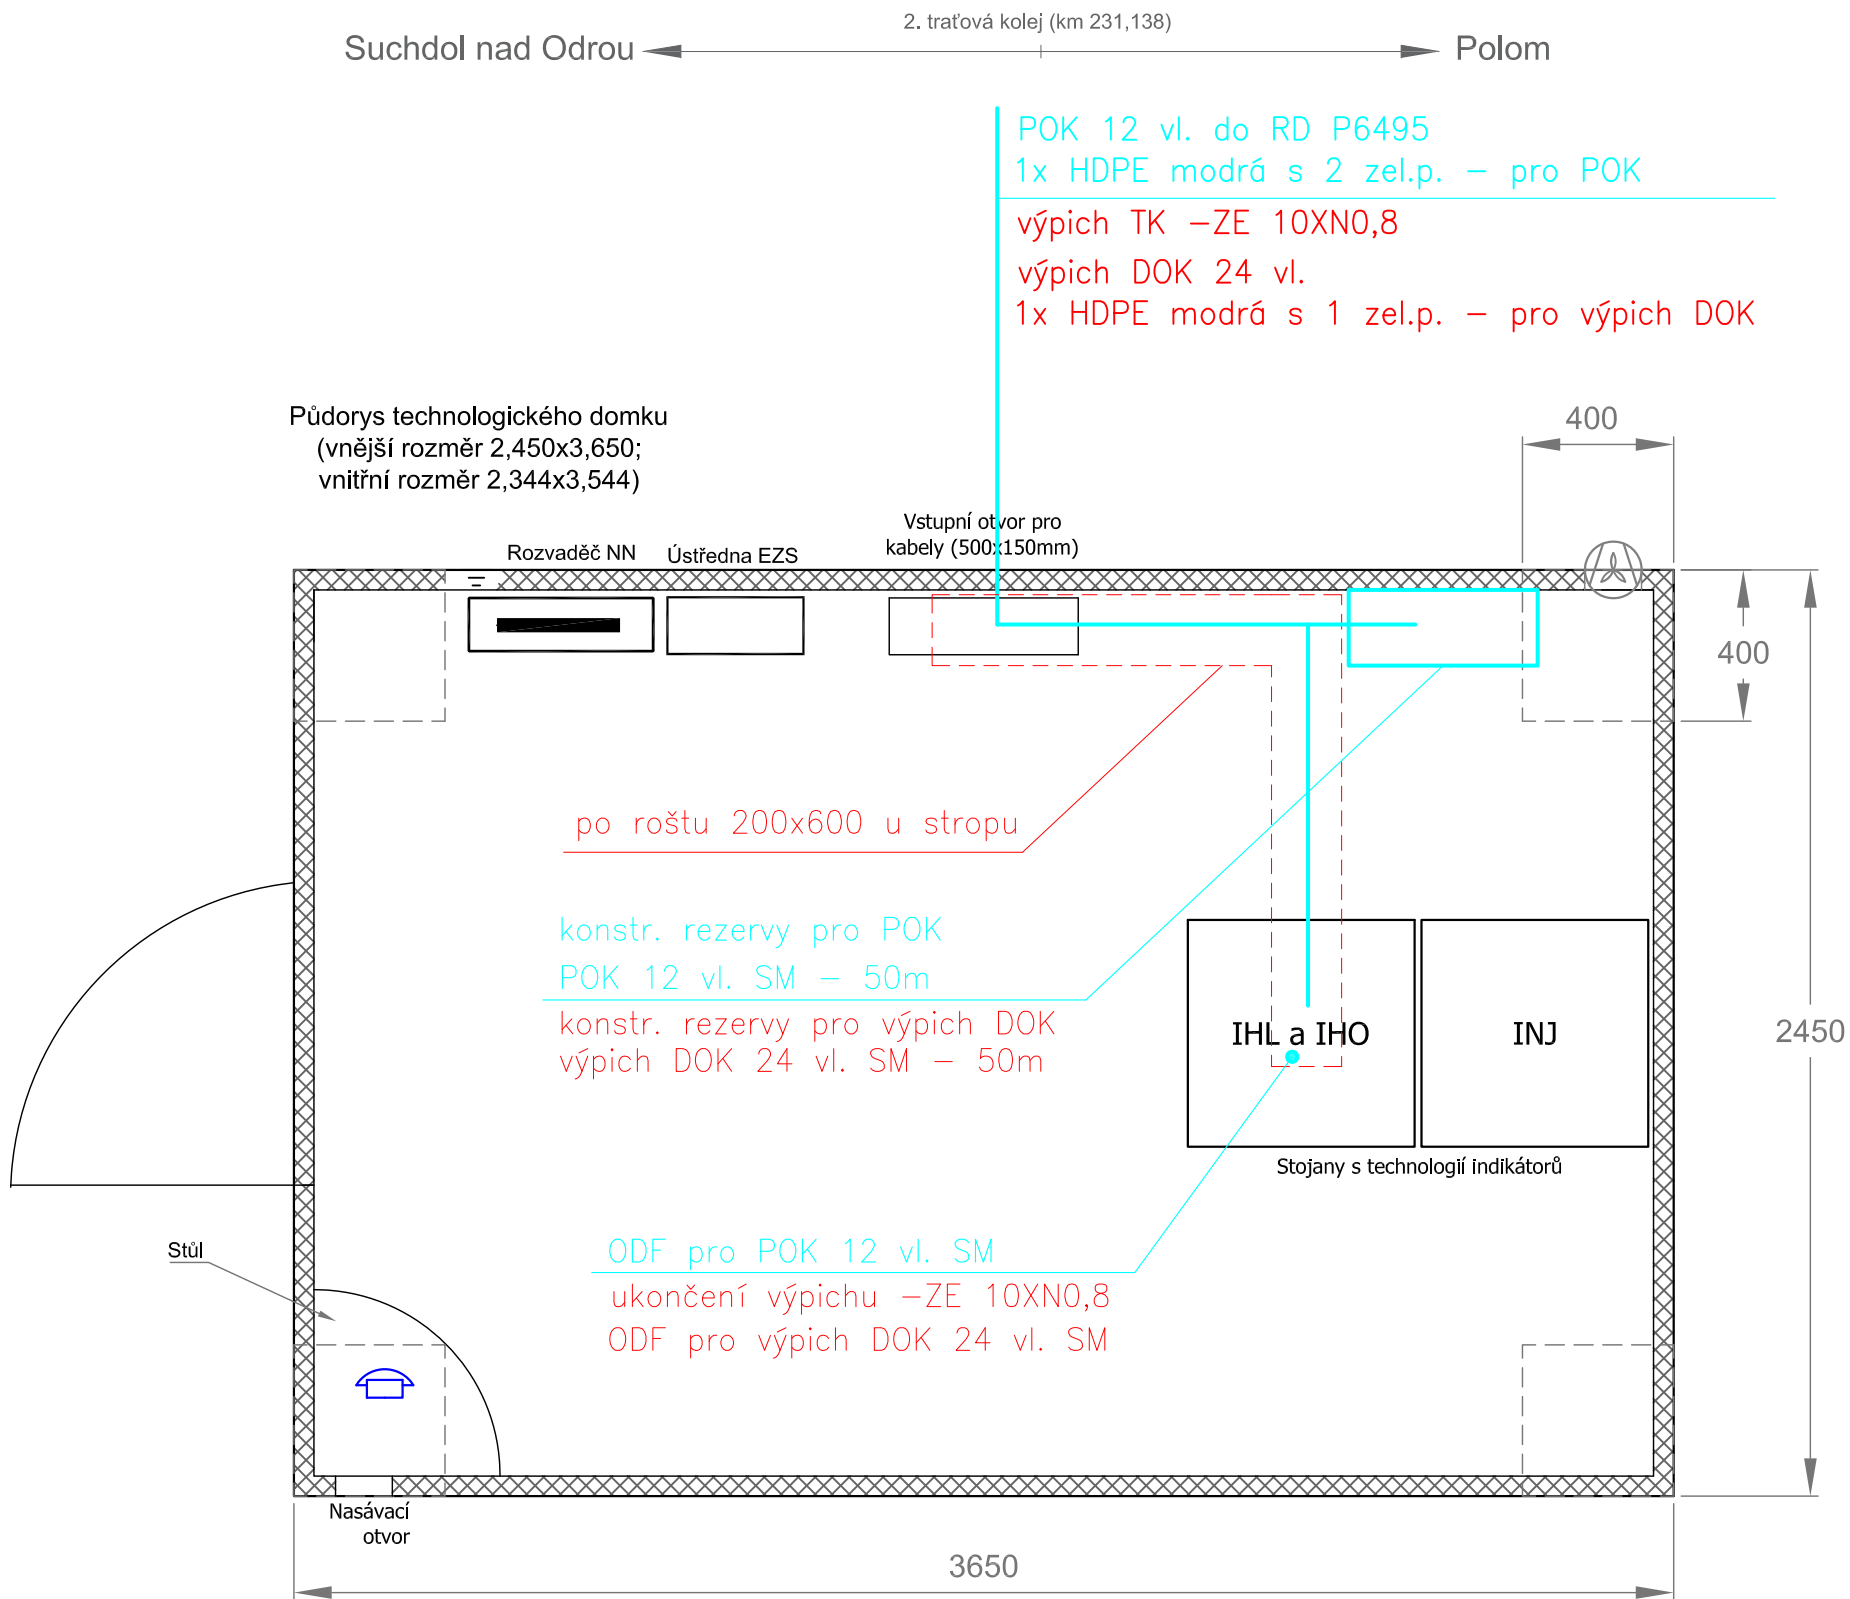 2. traťová kolej (km 231,138)
Suchdol nad Odrou
Polom
POK 12 vl. do RD P6495
1x HDPE modrá s 2 zel.p. – pro POK
výpich TK –ZE 10XN0,8
výpich DOK 24 vl.
1x HDPE modrá s 1 zel.p. – pro výpich DOK
Půdorys technologického domku
(vnější rozměr 2,450x3,650;
vnitřní rozměr 2,344x3,544)
400
Vstupní otvor pro
kabely (500x150mm)
Rozvaděč NN
Ústředna EZS
400
po roštu 200x600 u stropu
konstr. rezervy pro POK
POK 12 vl. SM – 50m
konstr. rezervy pro výpich DOK
výpich DOK 24 vl. SM – 50m
IHL a IHO
INJ
2450
Stojany s technologií indikátorů
Stůl
ODF pro POK 12 vl. SM
ukončení výpichu –ZE 10XN0,8
ODF pro výpich DOK 24 vl. SM
Nasávací
otvor
3650